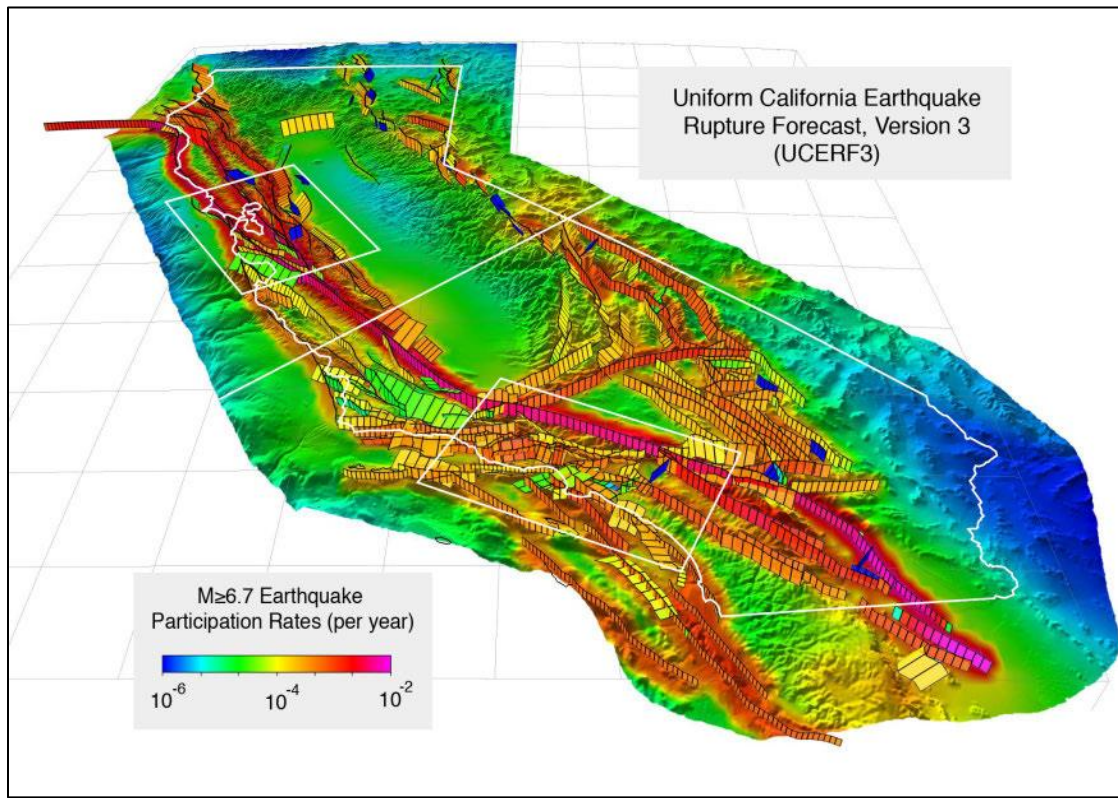 Uniform California Earthquake
Rupture Forecast, Version 3
(UCERF3)
M≥6.7 Earthquake
Participation Rates (per year)
10⁻⁶ 10⁻⁴ 10⁻²